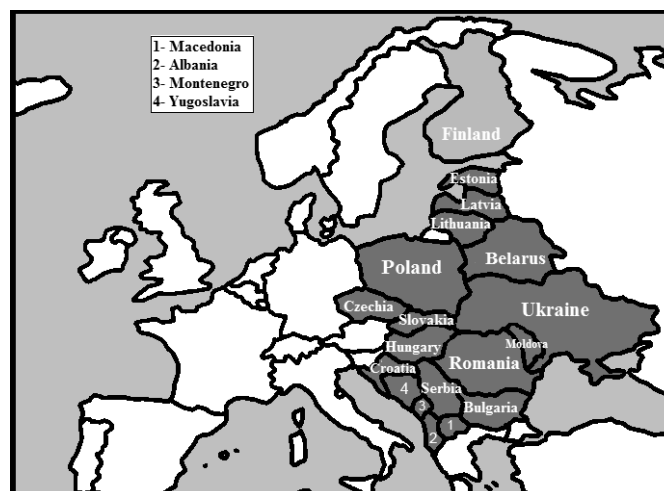 1- Macedonia
2- Albania
3- Montenegro
4- Yugoslavia
Finland
Estonia
Latvia
Lithuania
Belarus
Poland
Ukraine
Czechia
Slovakia
Moldova
Hungary
Romania
Croatia
4
Serbia
3
Bulgaria
1
2